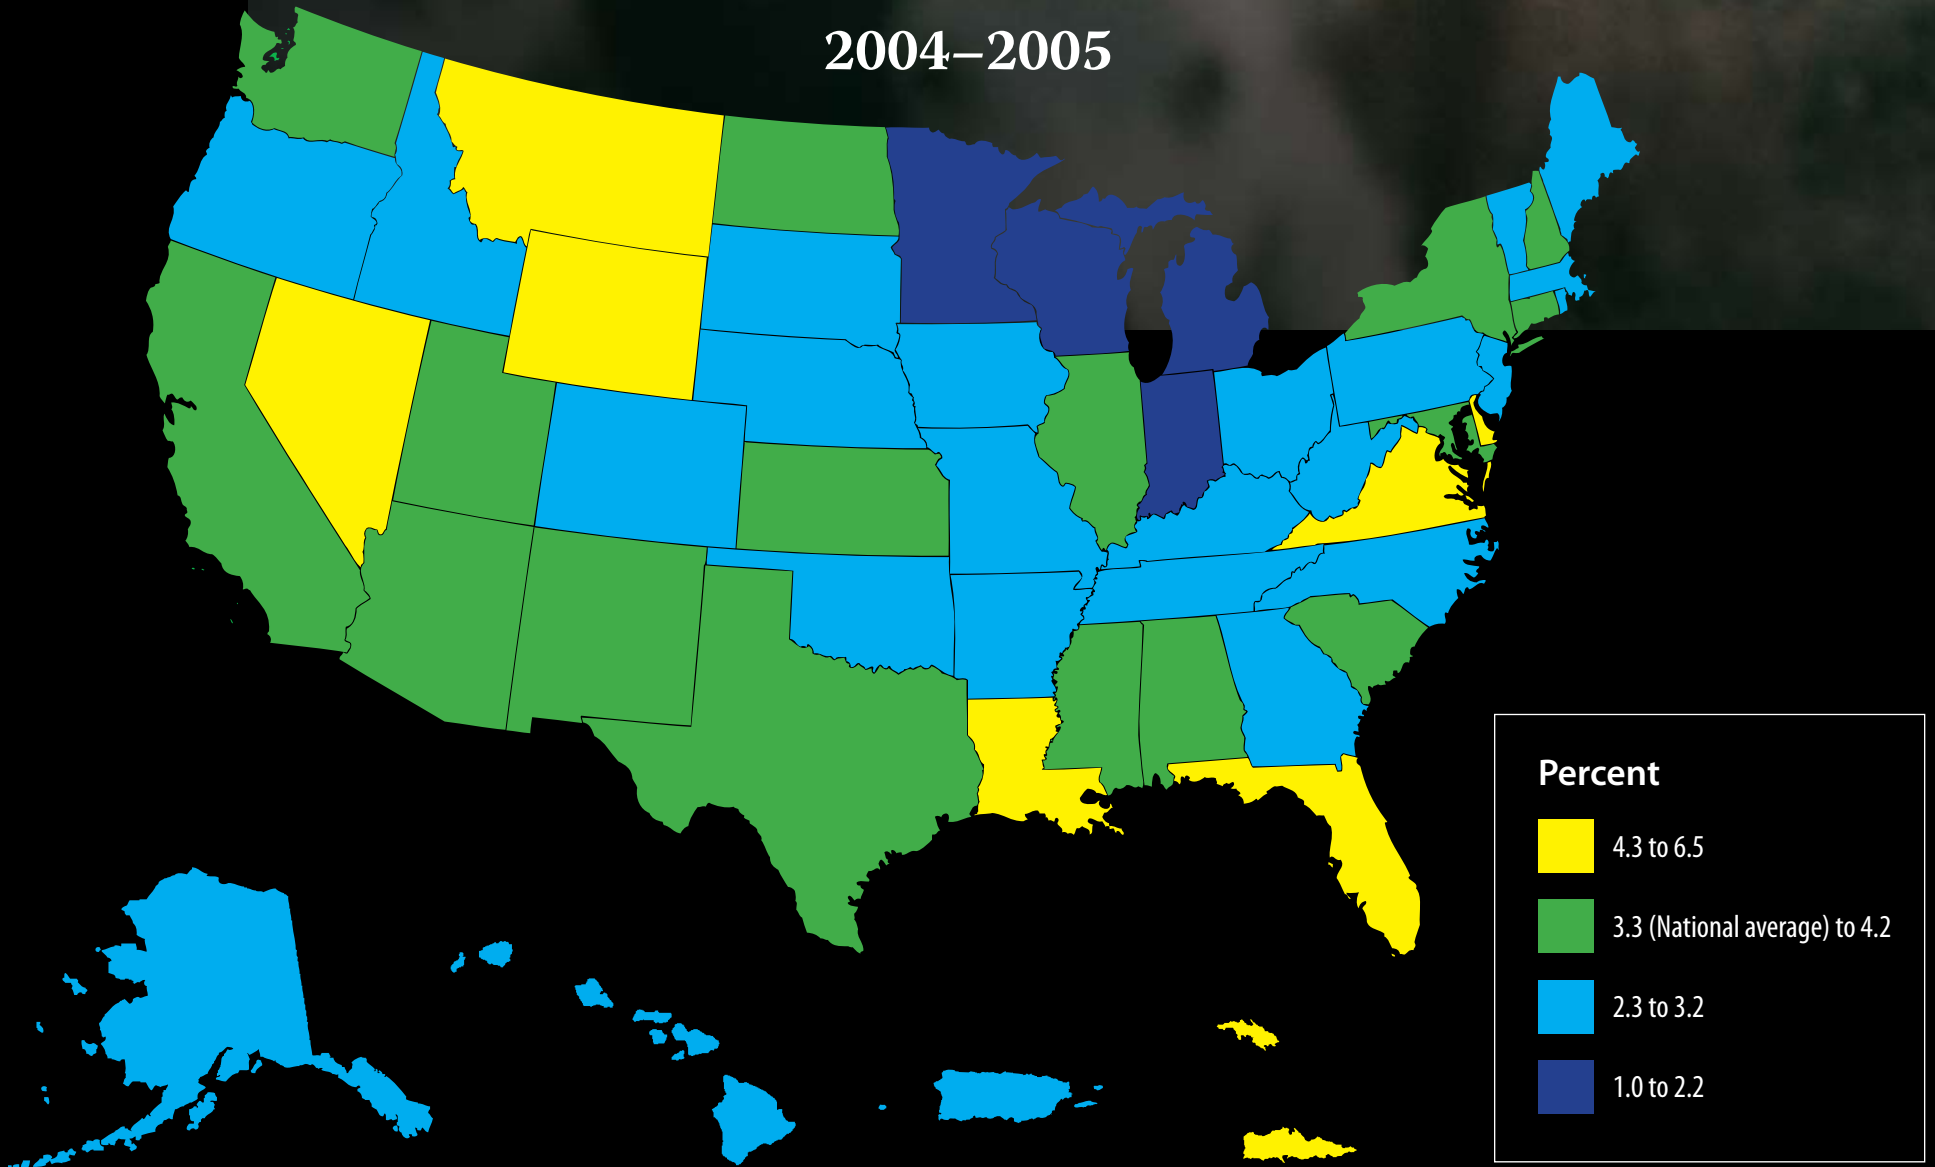 2004–2005
Percent
4.3 to 6.5
3.3 (National average) to 4.2
2.3 to 3.2
1.0 to 2.2